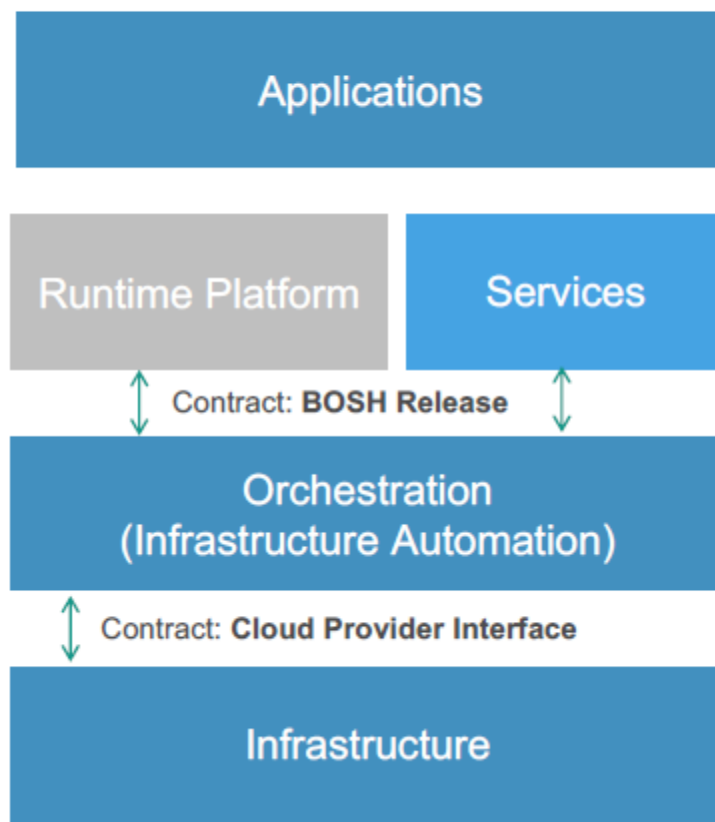 Applications
Runtime Platform
Services
Contract: BOSH Release
Orchestration
(Infrastructure Automation)
Contract: Cloud Provider Interface
Infrastructure